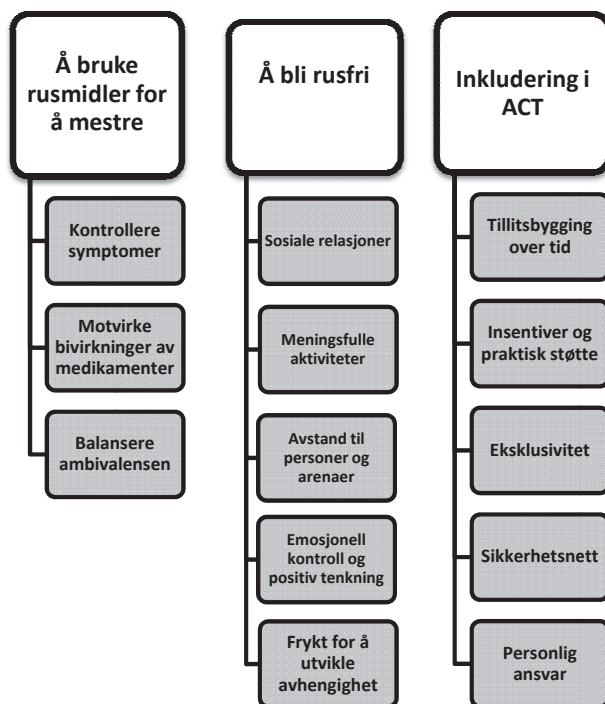 Å bruke
rusmidler for
å mestre
Kontrollere
symptomer
Motvirke
bivirkninger av
medikamenter
Balansere
ambivalensen
Å bli rusfri
Sosiale relasjoner
Meningsfulle
aktiviteter
Avstand til
personer og
arenaer
Emosjonell
kontroll og
positiv tenkning
Frykt for å
utvikle
avhengighet
Inkludering i
ACT
Tillitsbygging
over tid
Insentiver og
praktisk støtte
Eksklusivitet
Sikkerhetsnett
Personlig
ansvar